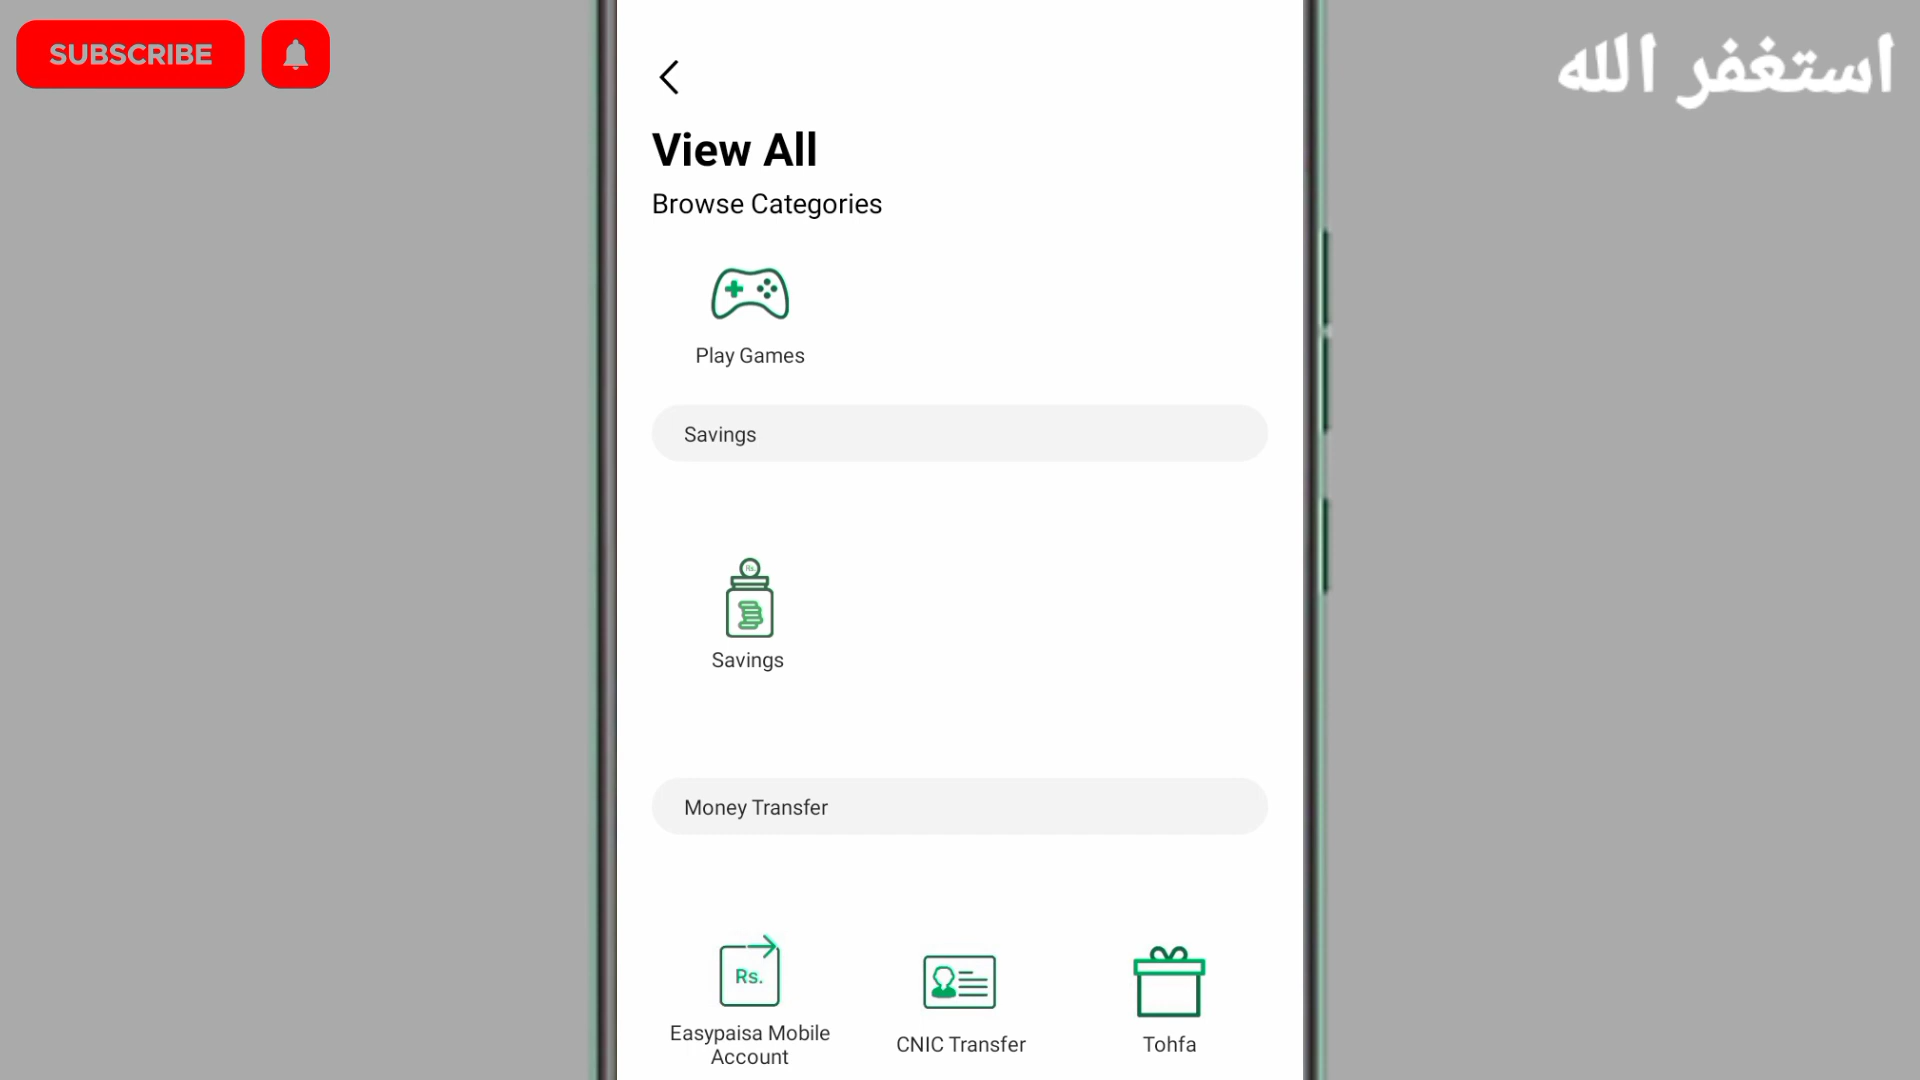 SUBSCRIBE
استغفر الله
View All
Browse Categories
Play Games
Savings
Rs.
Savings
Money Transfer
Rs.
Easypaisa Mobile
Account
CNIC Transfer
Tohfa